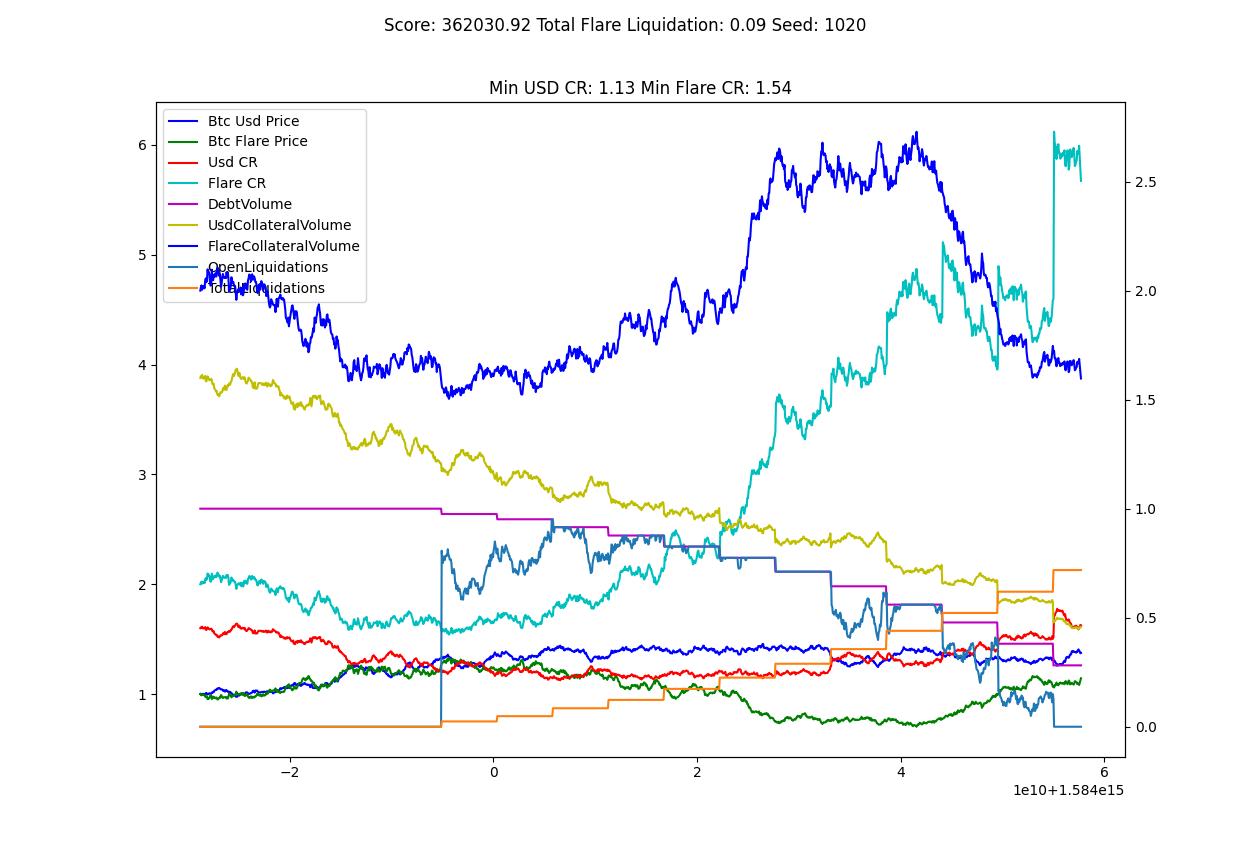 Score: 362030.92 Total Flare Liquidation: 0.09 Seed: 1020
Min USD CR: 1.13 Min Flare CR: 1.54
Btc Usd Price
Btc Flare Price
Usd CR
Flare CR
DebtVolume
UsdCollateralVolume
FlareCollateralVolume
OpenLiquidations
TotalLiquidations
6
5
4
3
2
1
2.5
2.0
1.5
1.0
0.5
0.0
−2
0
2
4
6
1e10+1.584e15